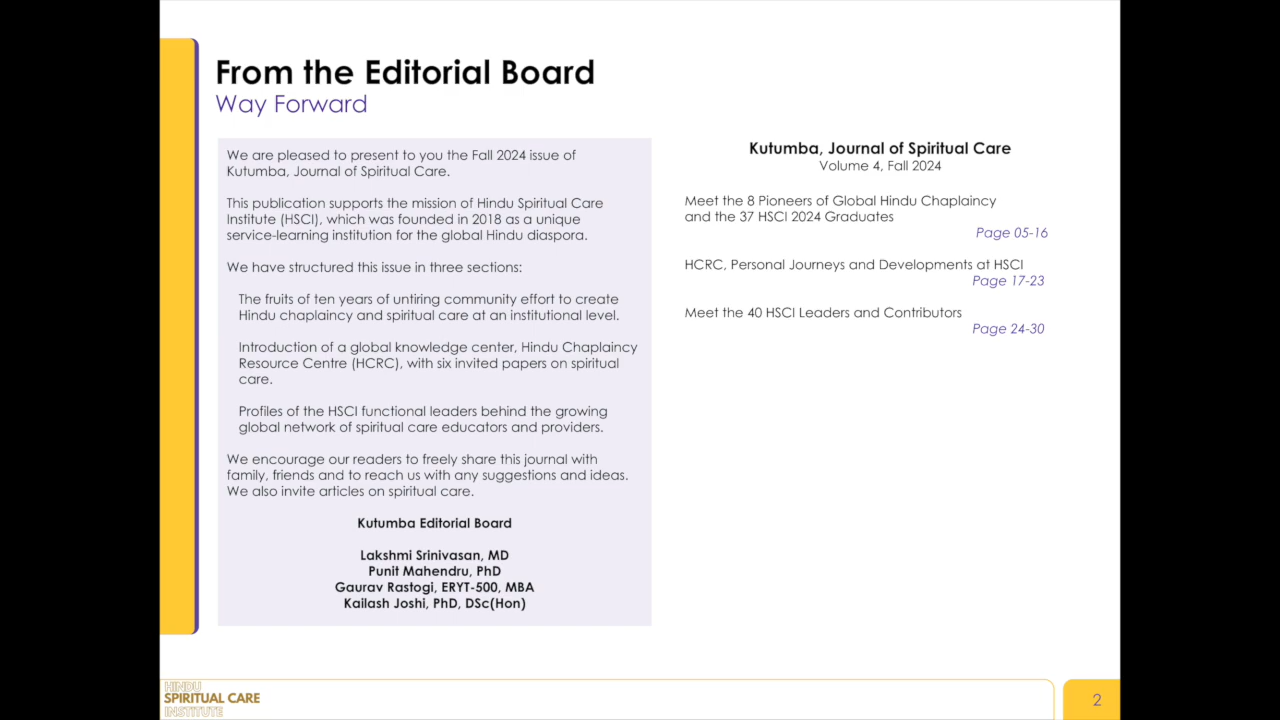 From the Editorial Board
Way Forward
We are pleased to present to you the Fall 2024 issue of
Kutumba, Journal of Spiritual Care.
This publication supports the mission of Hindu Spiritual Care
Institute (HSCI), which was founded in 2018 as a unique
service-learning institution for the global Hindu diaspora.
We have structured this issue in three sections:
The fruits of ten years of untiring community effort to create
Hindu chaplaincy and spiritual care at an institutional level.
Introduction of a global knowledge center, Hindu Chaplaincy
Resource Centre (HCRC), with six invited papers on spiritual
care.
Profiles of the HSCI functional leaders behind the growing
global network of spiritual care educators and providers.
We encourage our readers to freely share this journal with
family, friends and to reach us with any suggestions and ideas.
We also invite articles on spiritual care.
Kutumba Editorial Board
Lakshmi Srinivasan, MD
Punit Mahendru, PhD
Gaurav Rastogi, ERYT-500, MBA
Kailash Joshi, PhD, DSc(Hon)
Kutumba, Journal of Spiritual Care
Volume 4, Fall 2024
Meet the 8 Pioneers of Global Hindu Chaplaincy
and the 37 HSCI 2024 Graduates
Page 05-16
HCRC, Personal Journeys and Developments at HSCI
Page 17-23
Meet the 40 HSCI Leaders and Contributors
Page 24-30
HINDU
SPIRITUAL CARE
INSTITUTE
2